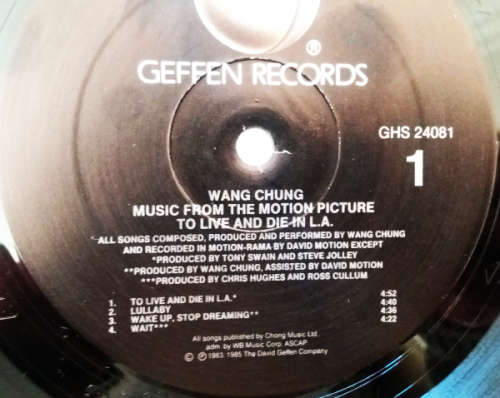 ®
GEFFEN RECORDS
GHS 24081
1
WANG CHUNG
MUSIC FROM THE MOTION PICTURE
TO LIVE AND DIE IN L.A.
ALL SONGS COMPOSED, PRODUCED AND PERFORMED BY WANG CHUNG
AND RECORDED IN MOTION-RAMA BY DAVID MOTION EXCEPT
*PRODUCED BY TONY SWAIN AND STEVE JOLLEY
**PRODUCED BY WANG CHUNG, ASSISTED BY DAVID MOTION
***PRODUCED BY CHRIS HUGHES AND ROSS CULLUM
1. TO LIVE AND DIE IN L.A.* 4:52
2. LULLABY 4:40
3. WAKE UP, STOP DREAMING** 4:36
4. WAIT*** 4:22
All songs published by Chong Music Ltd.
adm. by WB Music Corp. ASCAP
℗ © 1983, 1985 The David Geffen Company